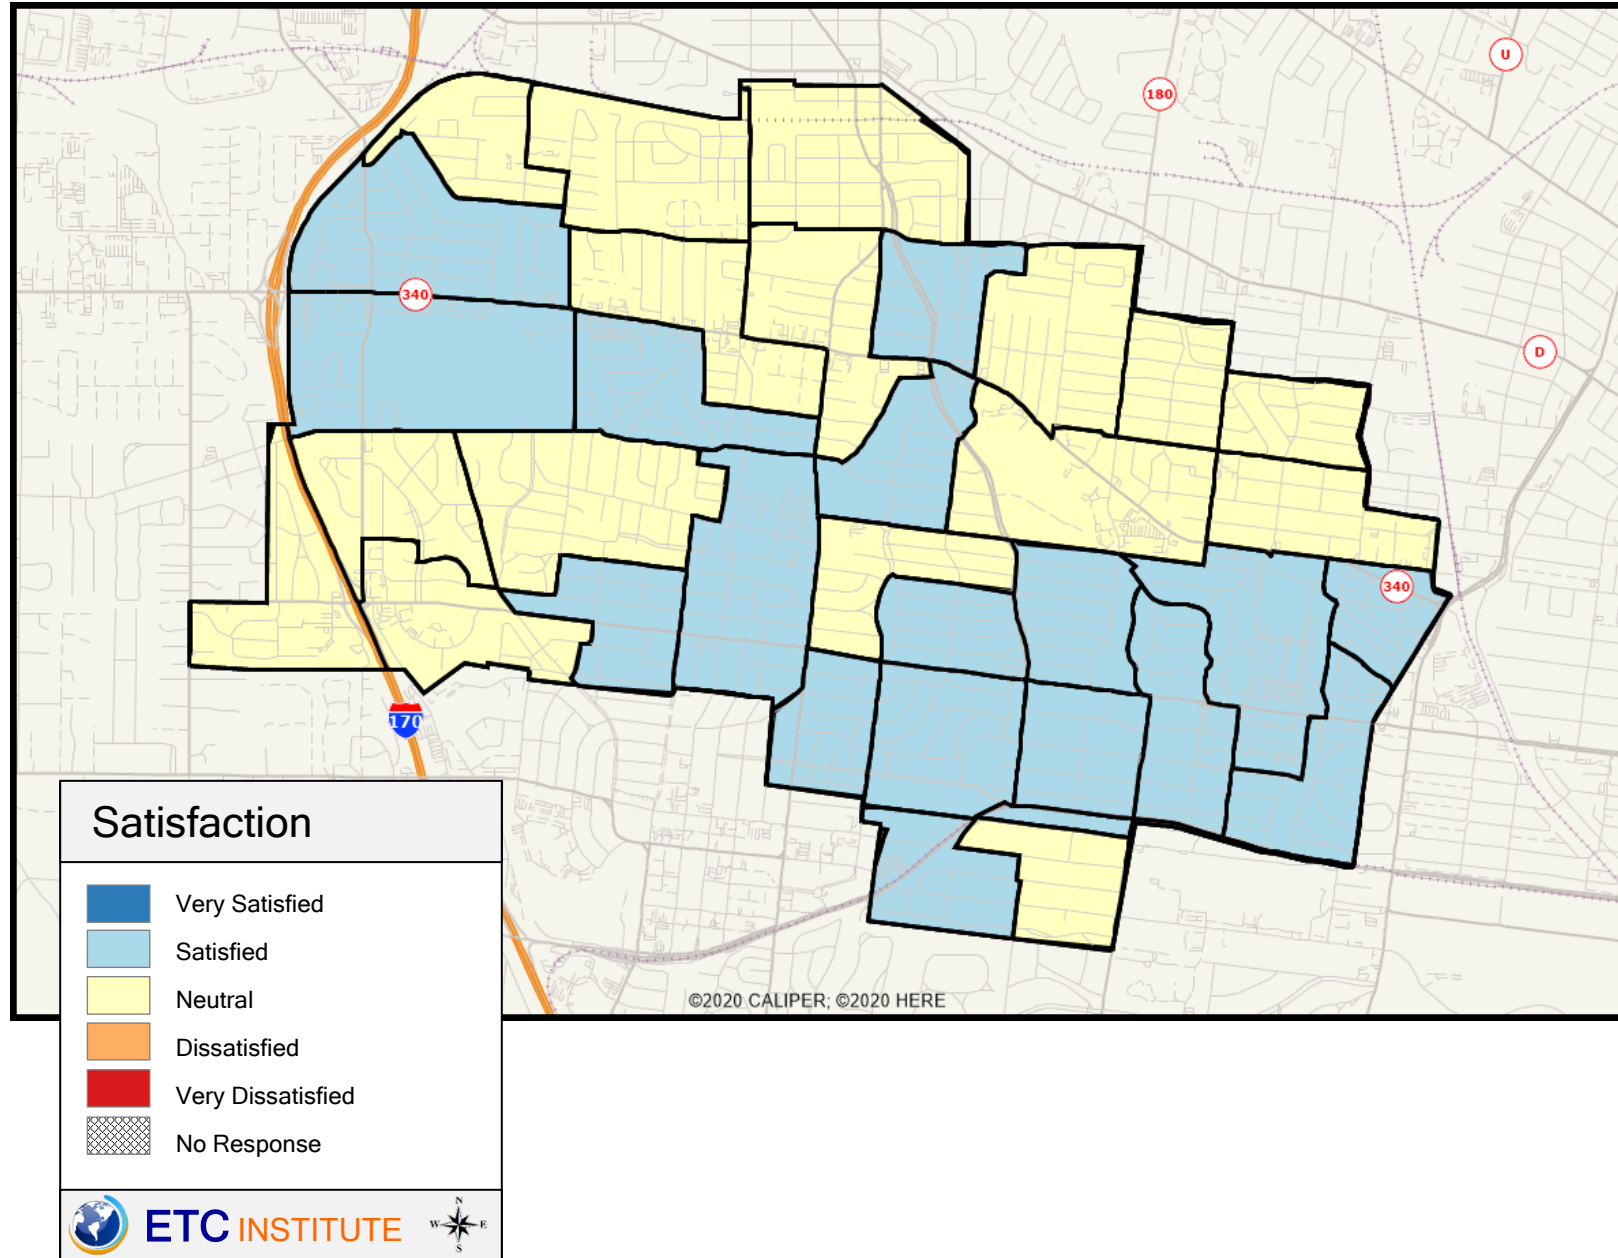 U
180
340
D
340
170
©2020 CALIPER; ©2020 HERE
Satisfaction
Very Satisfied
Satisfied
Neutral
Dissatisfied
Very Dissatisfied
No Response
ETC INSTITUTE
N
W E
S